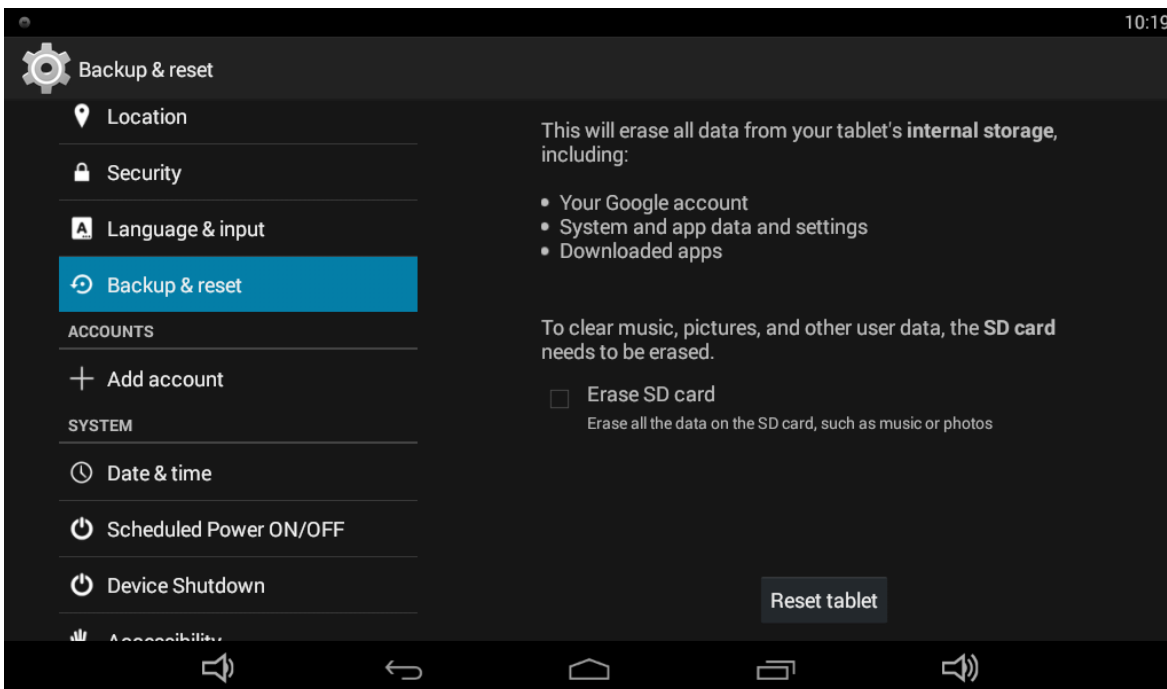 10:19
Backup & reset
Location
Security
Language & input
Backup & reset
ACCOUNTS
Add account
SYSTEM
Date & time
Scheduled Power ON/OFF
Device Shutdown
Accessibility
This will erase all data from your tablet's internal storage,
including:
• Your Google account
• System and app data and settings
• Downloaded apps
To clear music, pictures, and other user data, the SD card
needs to be erased.
Erase SD card
Erase all the data on the SD card, such as music or photos
Reset tablet